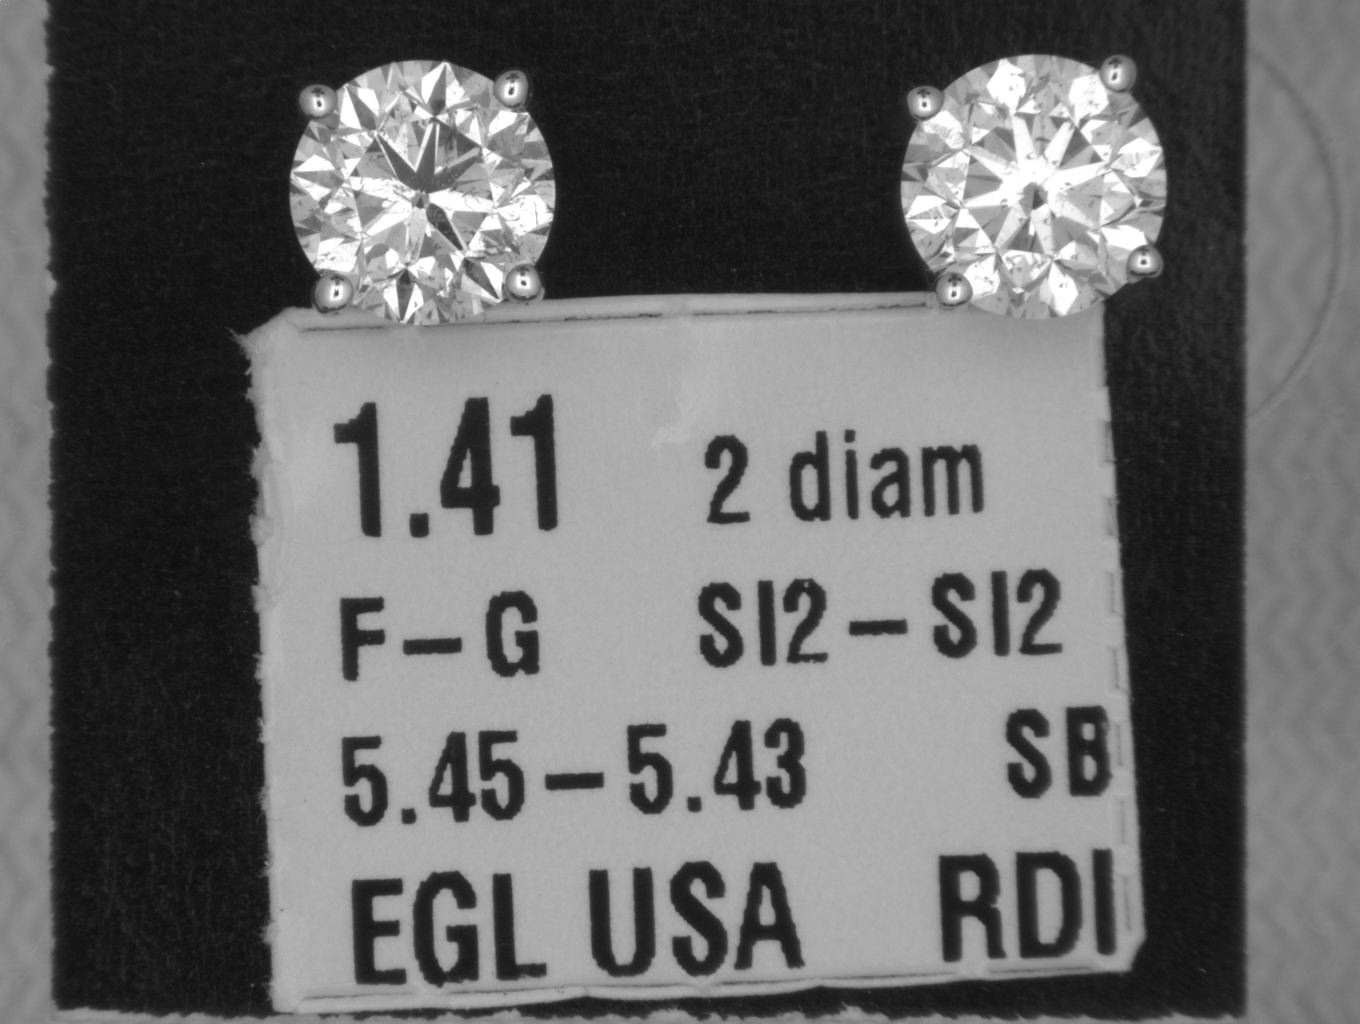 1.41 2 diam
F-G SI2-SI2
5.45-5.43 SB
EGL USA RDI